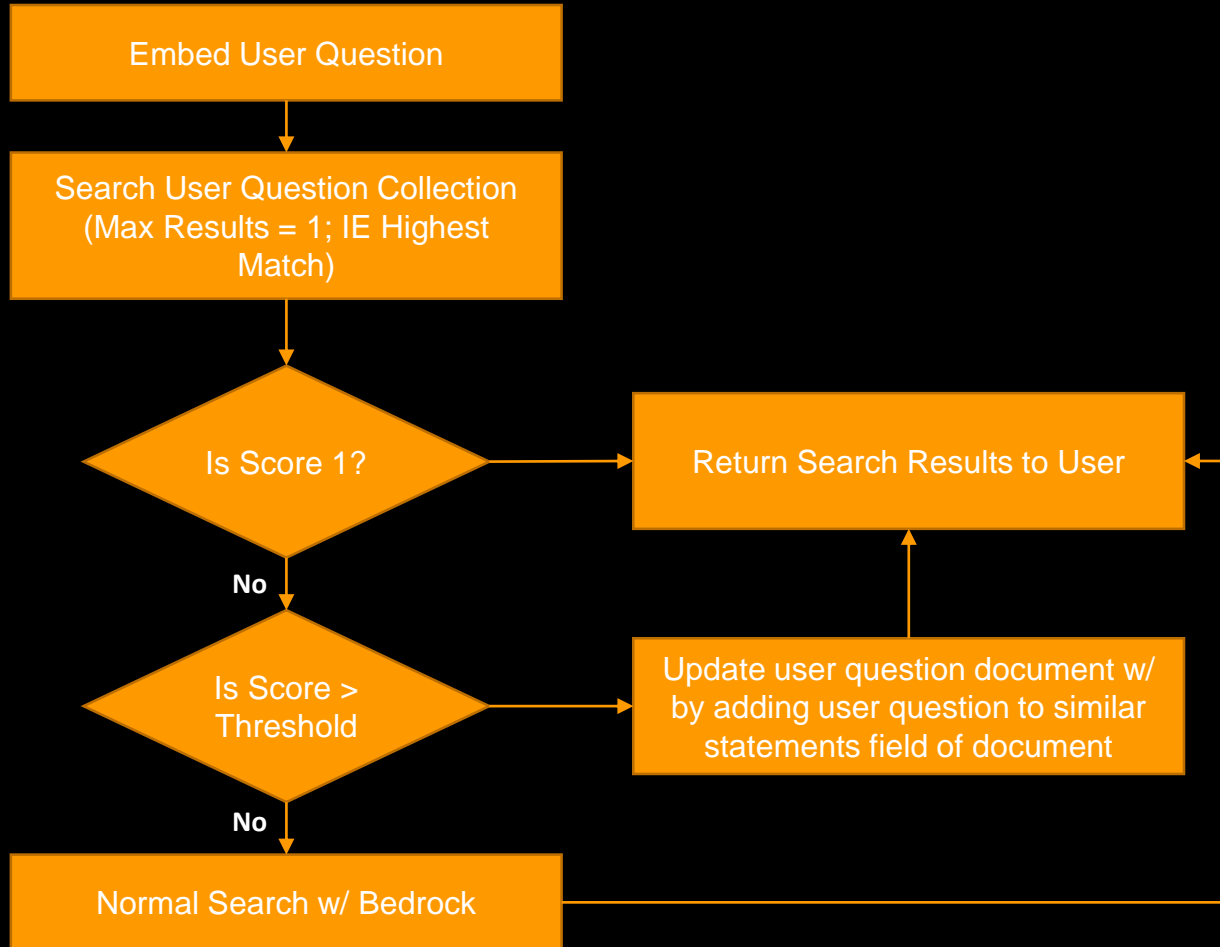 Embed User Question
Search User Question Collection
(Max Results = 1; IE Highest
Match)
Is Score 1?
Return Search Results to User
No
Is Score >
Threshold
Update user question document w/
by adding user question to similar
statements field of document
No
Normal Search w/ Bedrock